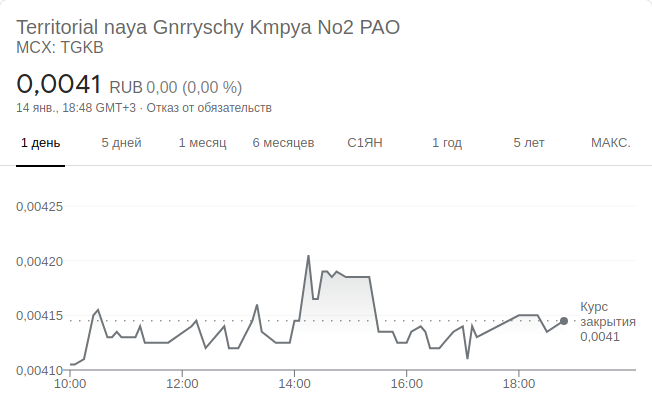 Territorial naya Gnrryschy Kmpya No2 PAO
MCX: TGKB
0,0041 RUB 0,00 (0,00 %)
14 янв., 18:48 GMT+3 · Отказ от обязательств
1 день 5 дней 1 месяц 6 месяцев С1ЯН 1 год 5 лет МАКС.
0,00425
0,00420
0,00415
0,00410
Курс
закрытия
0,0041
10:00 12:00 14:00 16:00 18:00